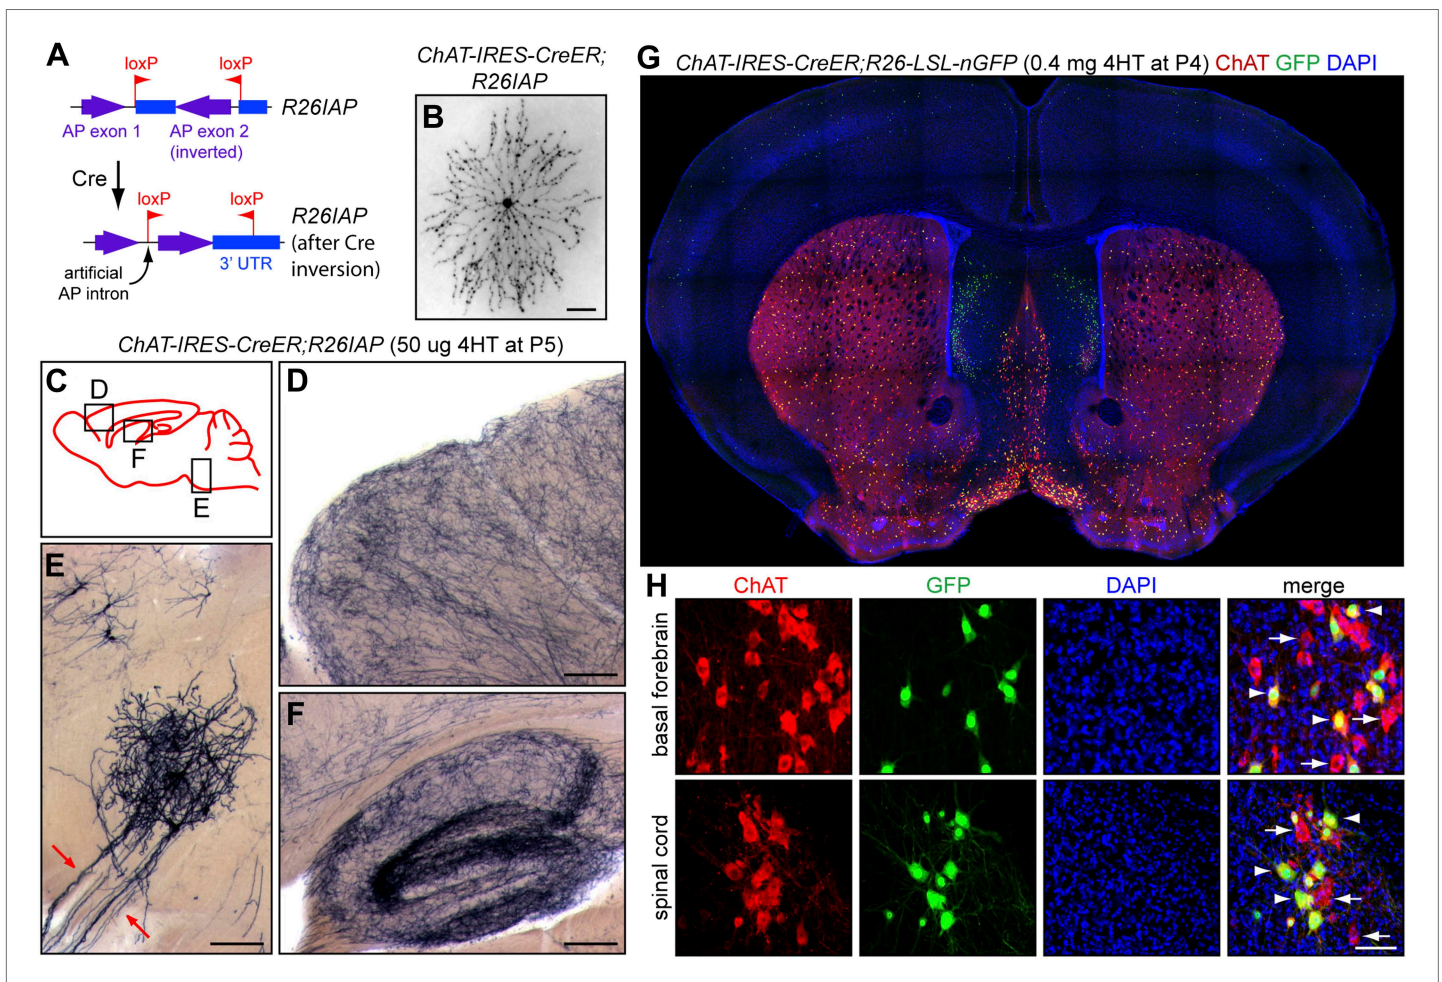 A
loxP
loxP
R26IAP
AP exon 1
AP exon 2
(inverted)
Cre
loxP
loxP
R26IAP
(after Cre
inversion)
3' UTR
artificial
AP intron
ChAT-IRES-CreER;
R26IAP
B
ChAT-IRES-CreER;R26IAP (50 ug 4HT at P5)
C
D
F
E
D
E
F
G
ChAT-IRES-CreER;R26-LSL-nGFP (0.4 mg 4HT at P4) ChAT GFP DAPI
H
ChAT
GFP
DAPI
merge
basal forebrain
spinal cord